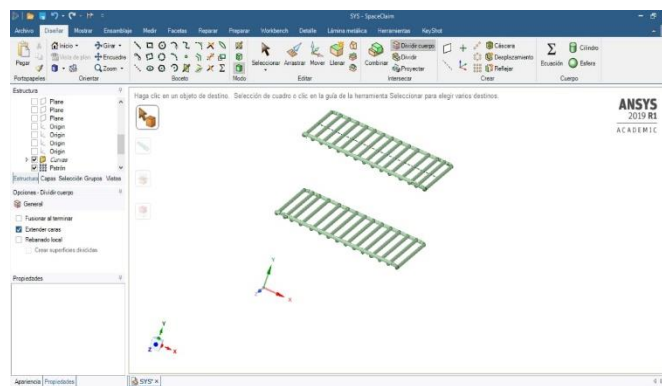 SYS - SpaceClaim
Archivo Diseñar Mostrar Ensamblaje Medir Facetas Reparar Preparar Workbench Detalle Lámina metálica Herramientas KeyShot
Inicio Girar Dividir cuerpo Cáscara Cilindro
Vista de plano Encuadre Dividir Desplazamiento
Pegar Zoom Seleccionar Arrastrar Mover Llenar Combinar Proyectar Reflejar Ecuación Esfera
Portapapeles Orientar Boceto Modo Editar Intersecar Crear Cuerpo
Estructura
Haga clic en un objeto de destino. Selección de cuadro o clic en la guía de la herramienta Seleccionar para elegir varios destinos.
Plane
Plane
Plane
Origin
Origin
Origin
Curvas
Patrón
ANSYS
2019 R1
ACADEMIC
Estructura Capas Selección Grupos Vistas
Opciones - Dividir cuerpo
General
Fusionar al terminar
Extender caras
Rebanado local
Crear superficies divididas
Propiedades
Y
X
Y
Z X
Apariencia Propiedades
SYS* ×